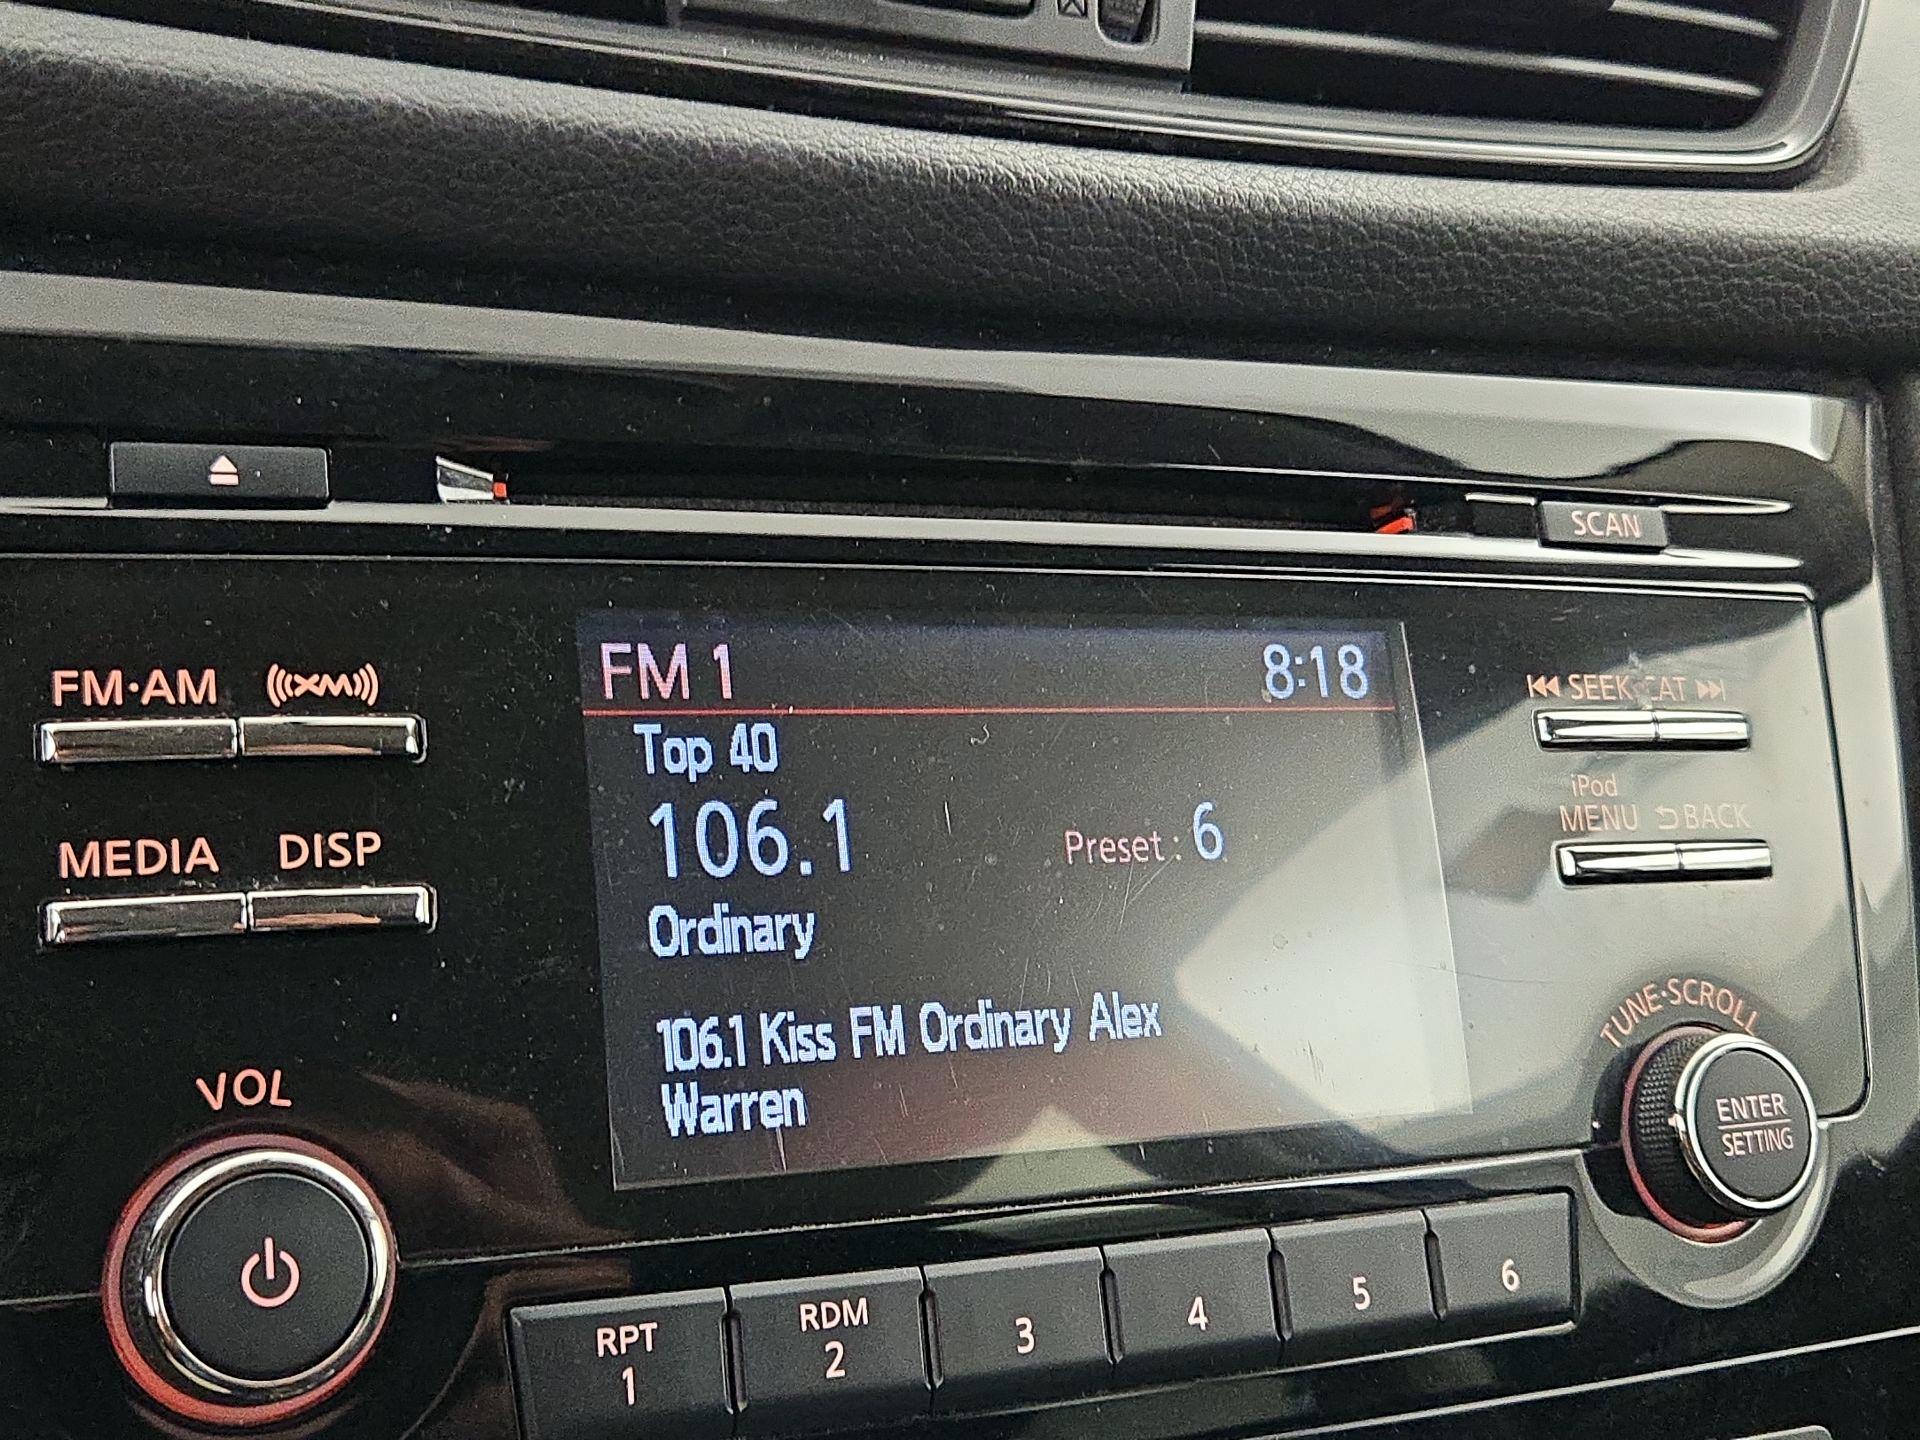 SCAN
FM·AM XM
MEDIA DISP
VOL
FM 1 8:18
Top 40
106.1 Preset : 6
Ordinary
106.1 Kiss FM Ordinary Alex
Warren
SEEK·CAT
iPod
MENU BACK
TUNE·SCROLL
ENTER
SETTING
RPT
1
RDM
2
3
4
5
6